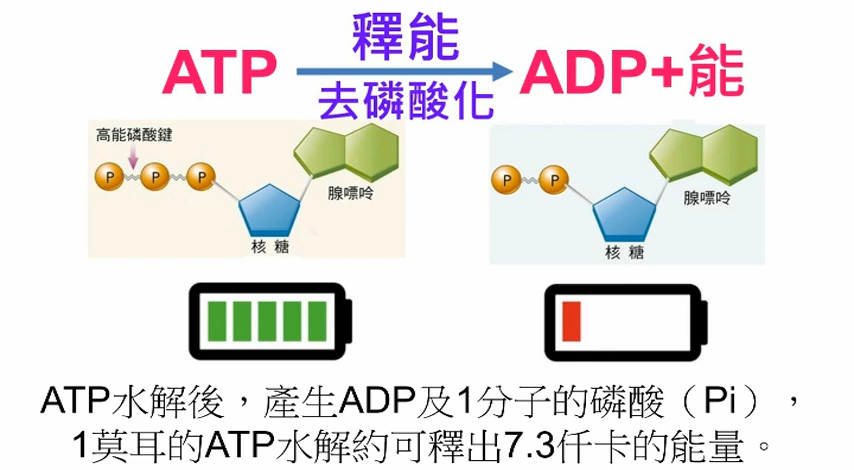 釋能
ATP ADP+能
去磷酸化
高能磷酸鍵
P P P
腺嘌呤
核糖
P P
腺嘌呤
核糖
ATP水解後，產生ADP及1分子的磷酸（Pi），
1莫耳的ATP水解約可釋出7.3仟卡的能量。